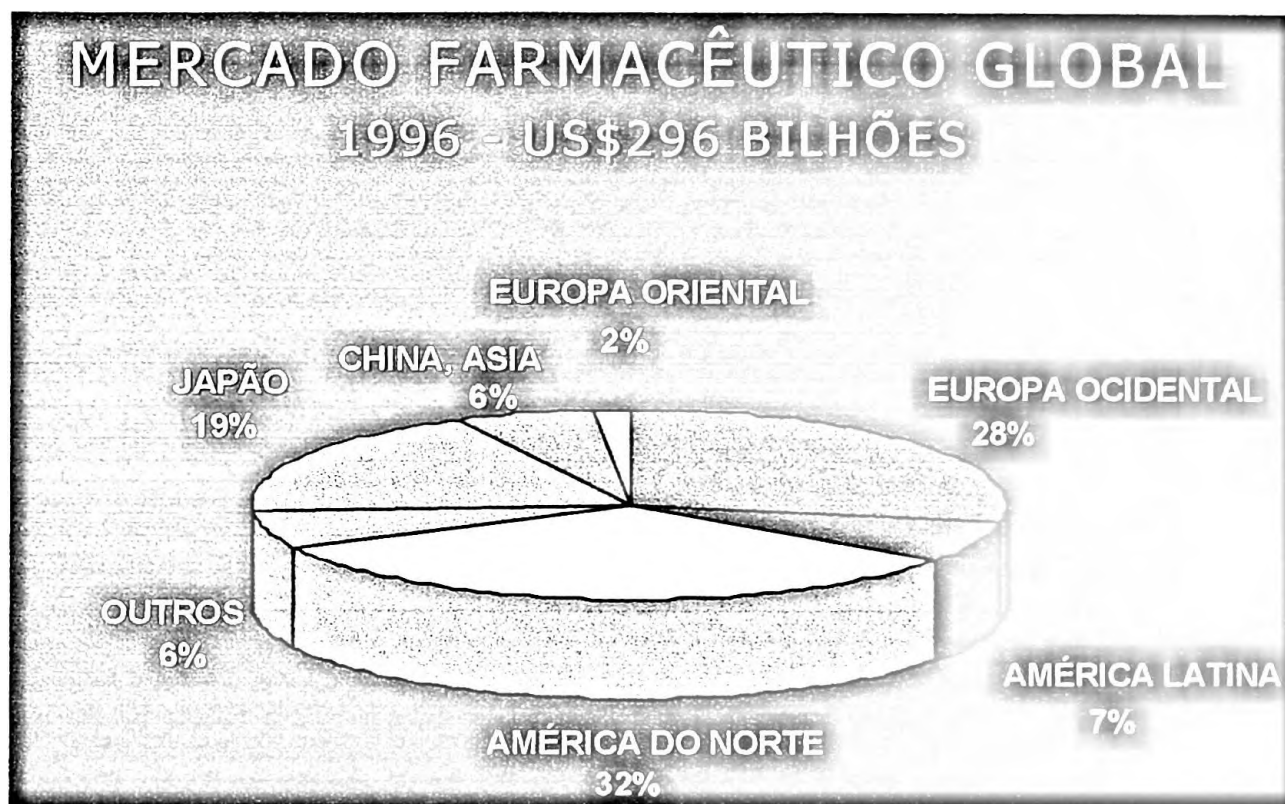 MERCADO FARMACÊUTICO GLOBAL
1996 - US$296 BILHÕES
EUROPA ORIENTAL
2%
CHINA, ASIA
6%
JAPÃO
19%
EUROPA OCIDENTAL
28%
OUTROS
6%
AMÉRICA LATINA
7%
AMÉRICA DO NORTE
32%